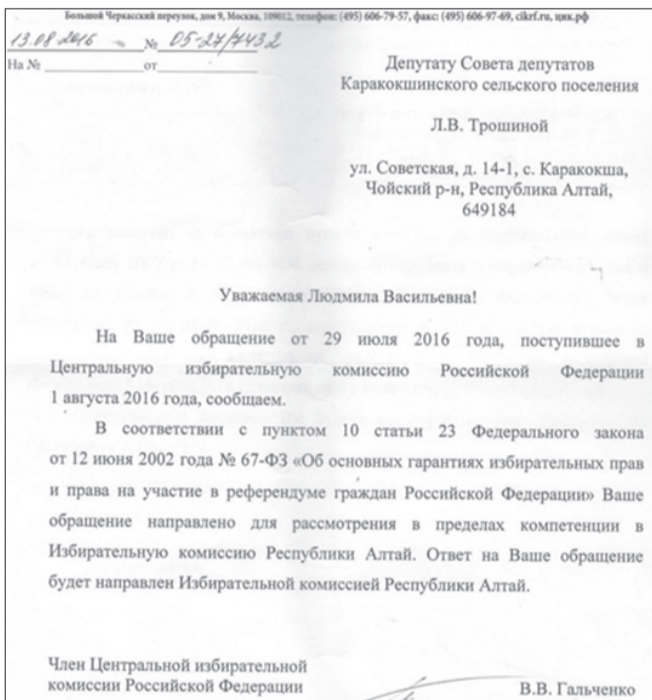 Большой Черкасский переулок, дом 9, Москва, 109012, телефон: (495) 606-79-57, факс: (495) 606-97-69, cikrf.ru, цик.рф
13.08.2016 № 05-27/7432
На № от
Депутату Совета депутатов
Каракокшинского сельского поселения
Л.В. Трошиной
ул. Советская, д. 14-1, с. Каракокша,
Чойский р-н, Республика Алтай,
649184
Уважаемая Людмила Васильевна!
На Ваше обращение от 29 июля 2016 года, поступившее в
Центральную избирательную комиссию Российской Федерации
1 августа 2016 года, сообщаем.
В соответствии с пунктом 10 статьи 23 Федерального закона
от 12 июня 2002 года № 67-ФЗ «Об основных гарантиях избирательных прав
и права на участие в референдуме граждан Российской Федерации» Ваше
обращение направлено для рассмотрения в пределах компетенции в
Избирательную комиссию Республики Алтай. Ответ на Ваше обращение
будет направлен Избирательной комиссией Республики Алтай.
Член Центральной избирательной
комиссии Российской Федерации В.В. Гальченко